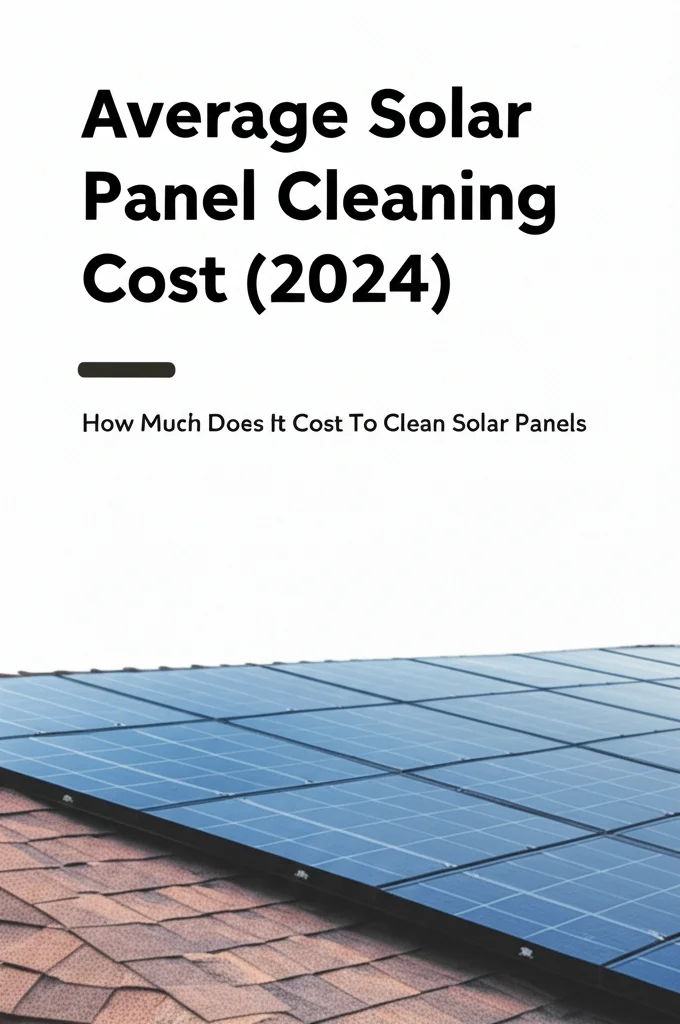 Average Solar
Panel Cleaning
Cost (2024)
How Much Does It Cost To Clean Solar Panels